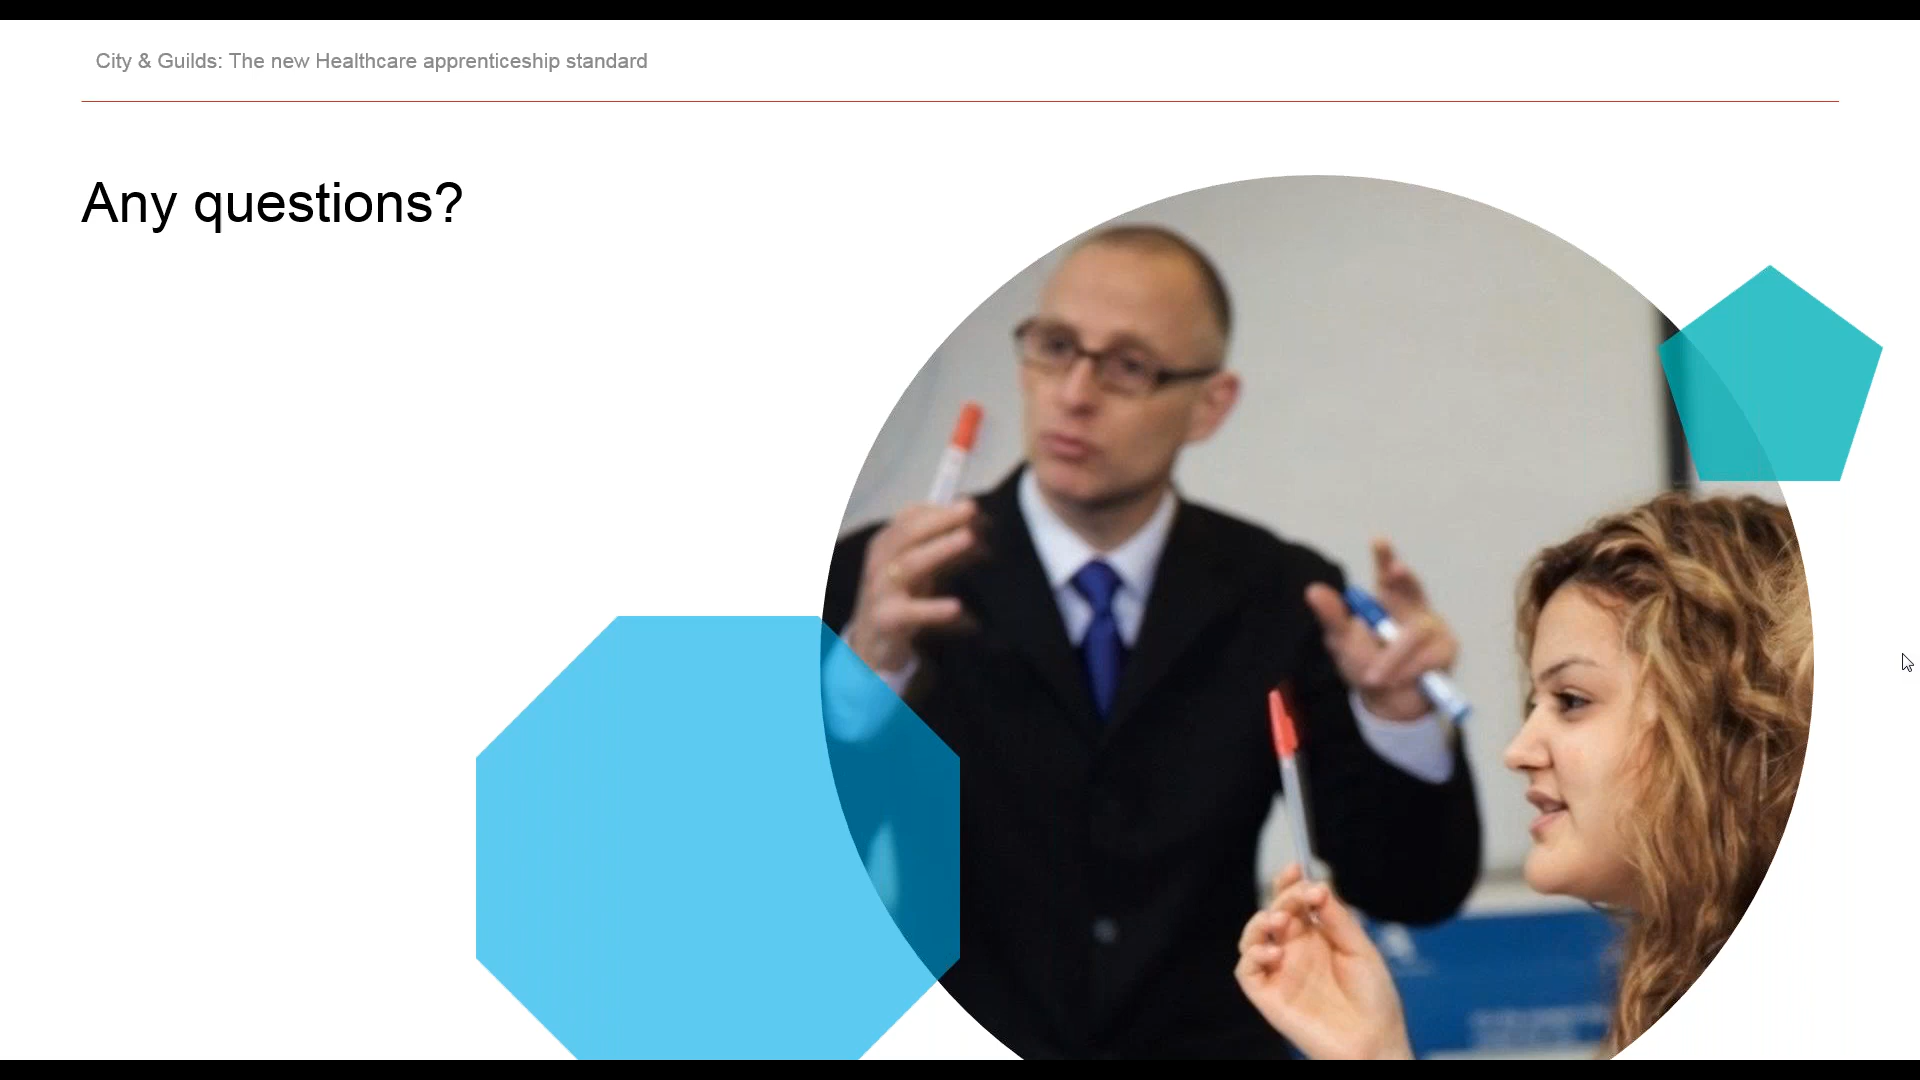 City & Guilds: The new Healthcare apprenticeship standard
Any questions?